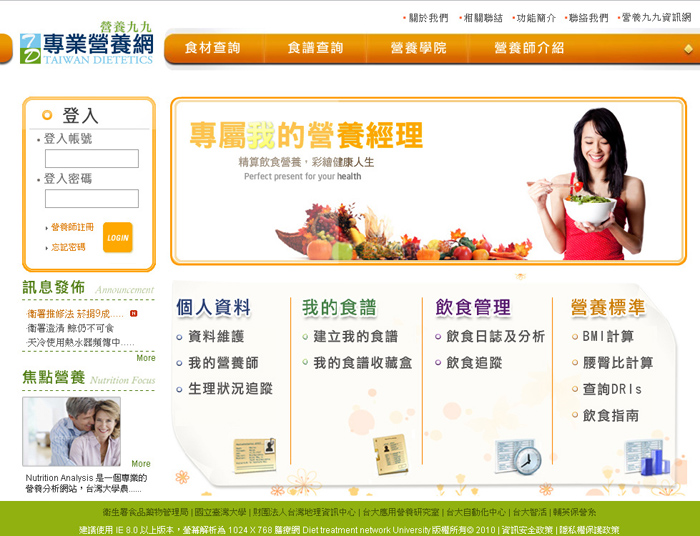 關於我們 相關聯結 功能簡介 聯絡我們 營養九九資訊網
營養九九
專業營養網
TAIWAN DIETETICS
食材查詢 食譜查詢 營養學院 營養師介紹
登入
登入帳號
登入密碼
營養師註冊
忘記密碼
LOGIN
專屬我的營養經理
精算飲食營養，彩繪健康人生
Perfect present for your health
訊息發佈 Announcement
衛署推修法 菸捐9成......
衛署澄清 鯨仍不可食
天冷使用熱水器頻傳中.....
More
焦點營養 Nutrition Focus
More
Nutrition Analysis 是一個專業的
營養分析網站，台灣大學農......
個人資料
資料維護
我的營養師
生理狀況追蹤
我的食譜
建立我的食譜
我的食譜收藏盒
飲食管理
飲食日誌及分析
飲食追蹤
營養標準
BMI計算
腰臀比計算
查詢DRIs
飲食指南
衛生署食品藥物管理局 | 國立臺灣大學 | 財團法人台灣地理資訊中心 | 台大應用營養研究室 | 台大自動化中心 | 台大智活 | 輔英保營系
建議使用 IE 8.0 以上版本，螢幕解析為 1024 X 768 醫療網 Diet treatment network University 版權所有© 2010 | 資訊安全政策 | 隱私權保護政策